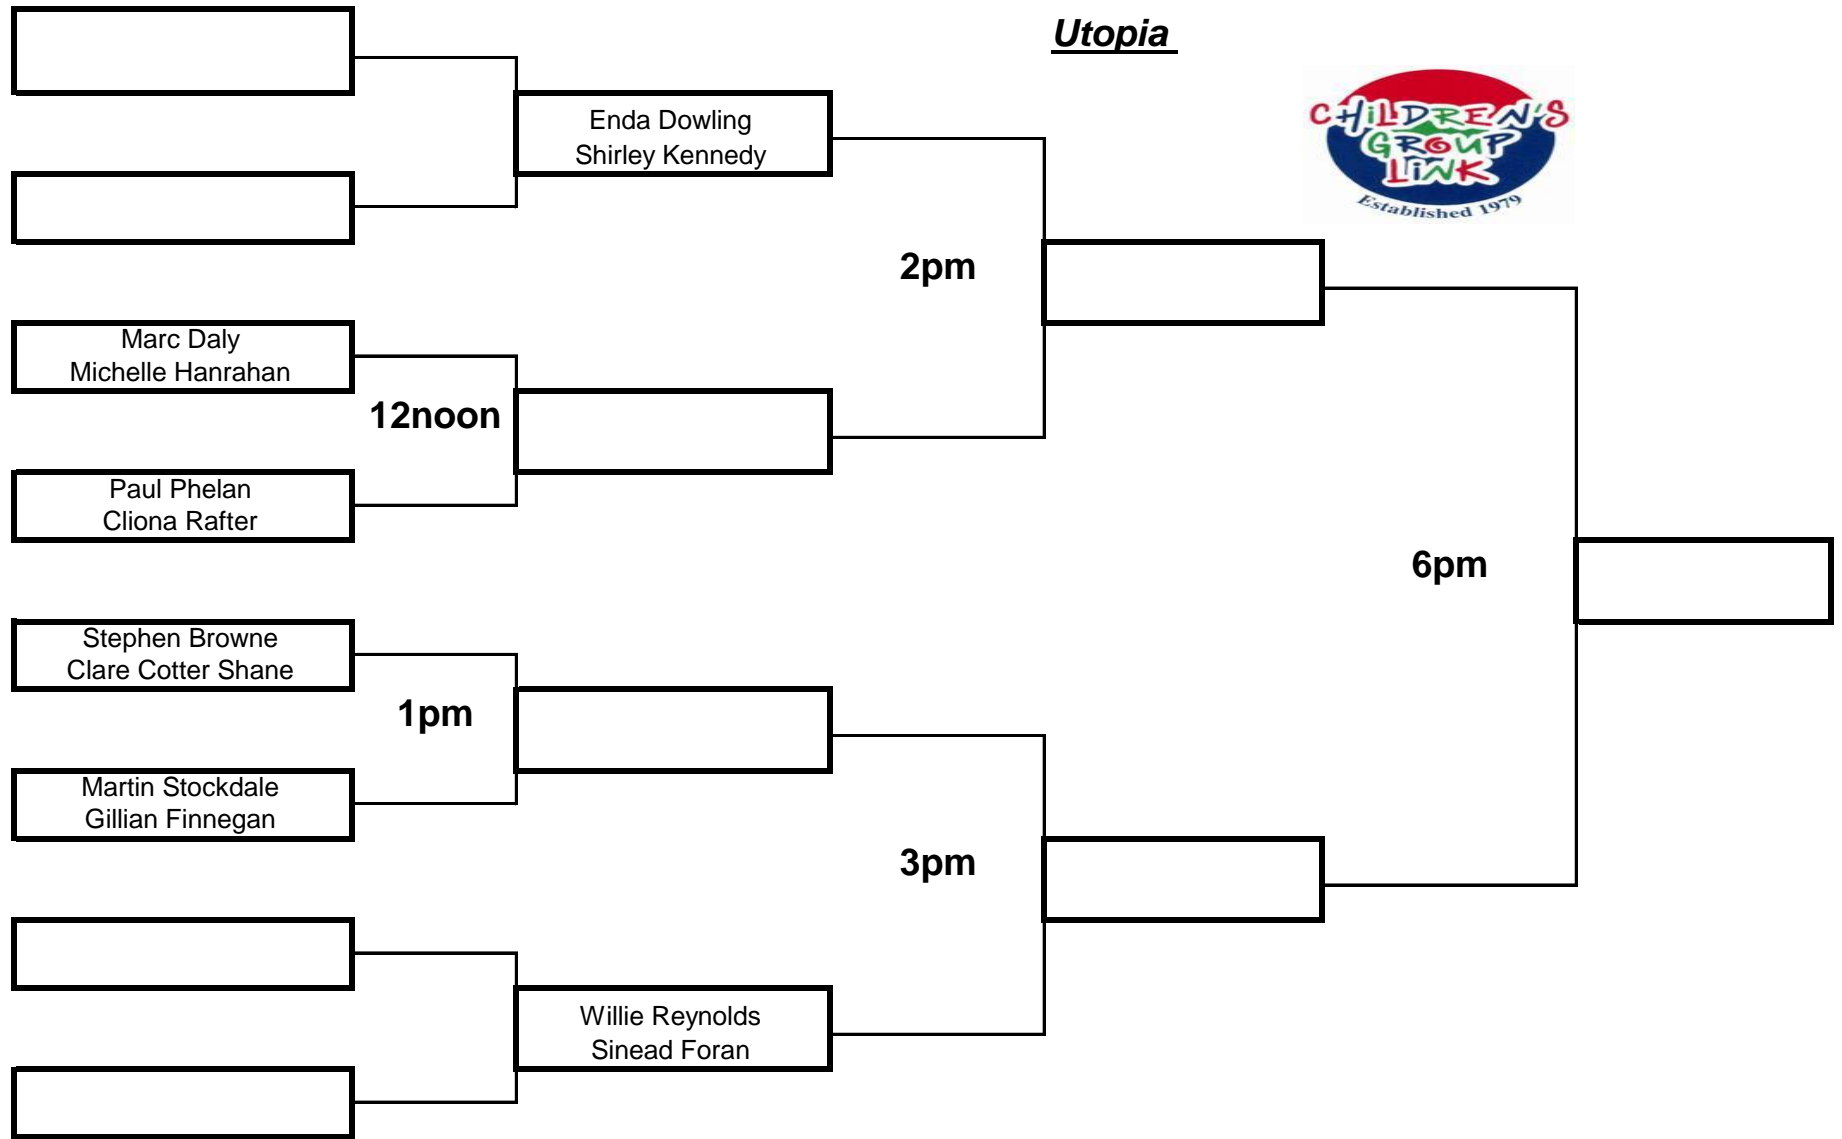 Utopia
CHiLDREN'S
GROUP
LiNK
Established 1979
Enda Dowling
Shirley Kennedy
2pm
Marc Daly
Michelle Hanrahan
12noon
Paul Phelan
Cliona Rafter
6pm
Stephen Browne
Clare Cotter Shane
1pm
Martin Stockdale
Gillian Finnegan
3pm
Willie Reynolds
Sinead Foran